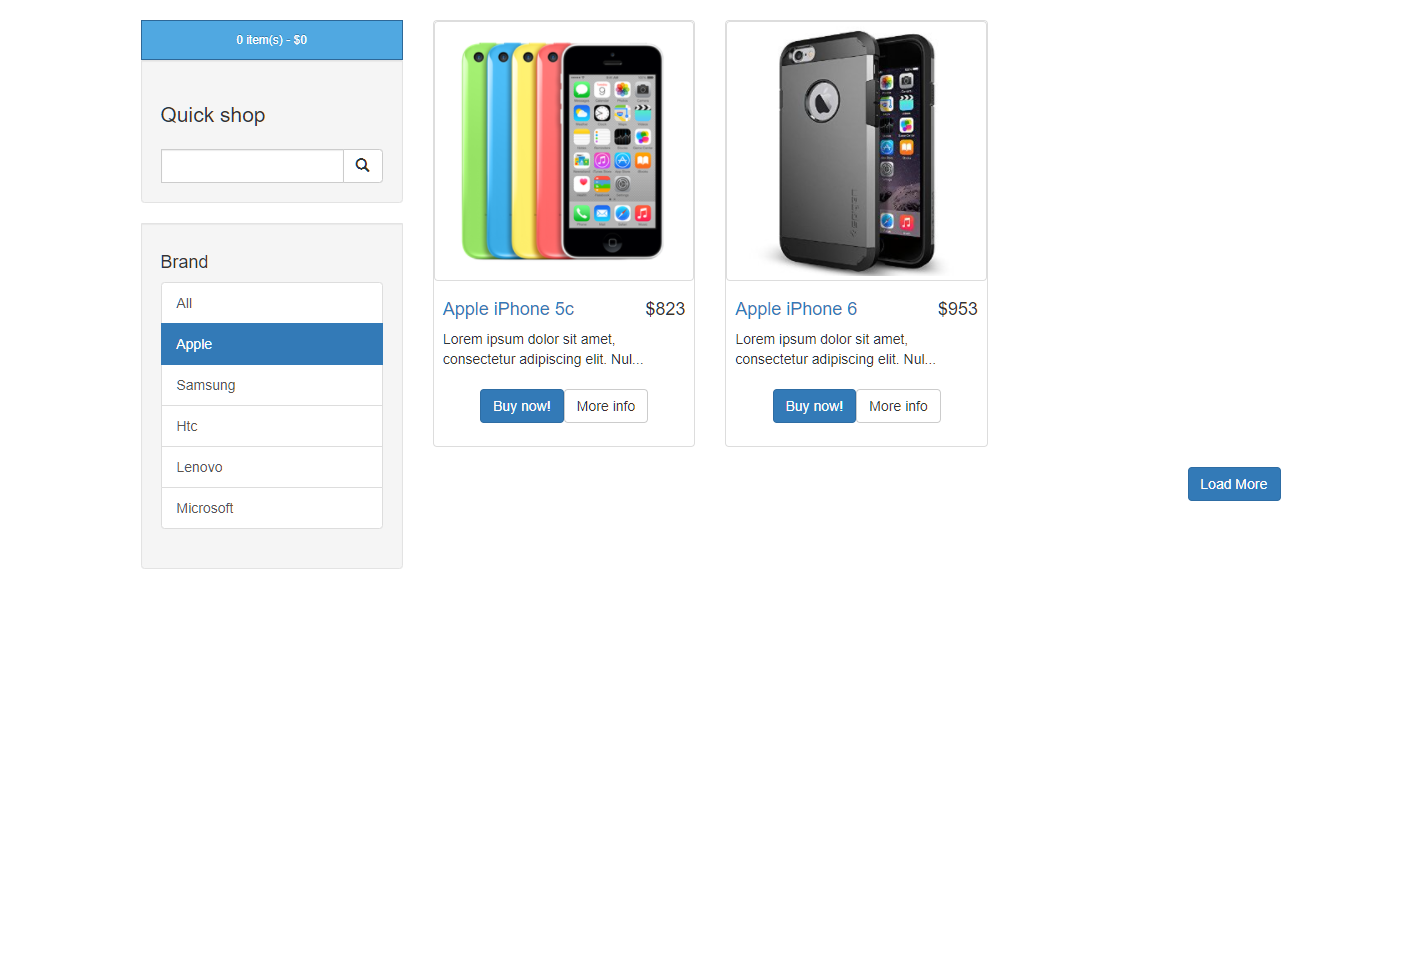 0 item(s) - $0
Quick shop
Brand
All
Apple
Samsung
Htc
Lenovo
Microsoft
Apple iPhone 5c $823
Lorem ipsum dolor sit amet,
consectetur adipiscing elit. Nul...
Buy now! More info
Apple iPhone 6 $953
Lorem ipsum dolor sit amet,
consectetur adipiscing elit. Nul...
Buy now! More info
Load More